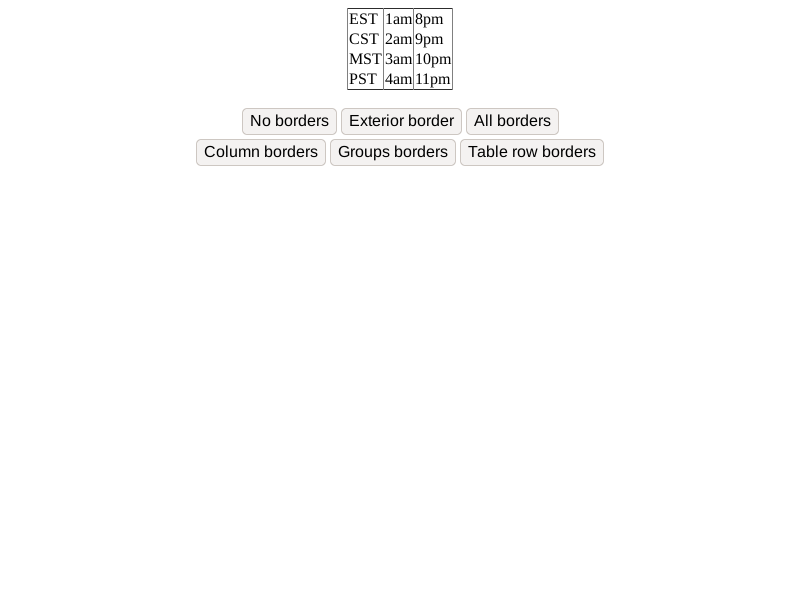 EST 1am 8pm
CST 2am 9pm
MST 3am 10pm
PST 4am 11pm
No borders Exterior border All borders
Column borders Groups borders Table row borders